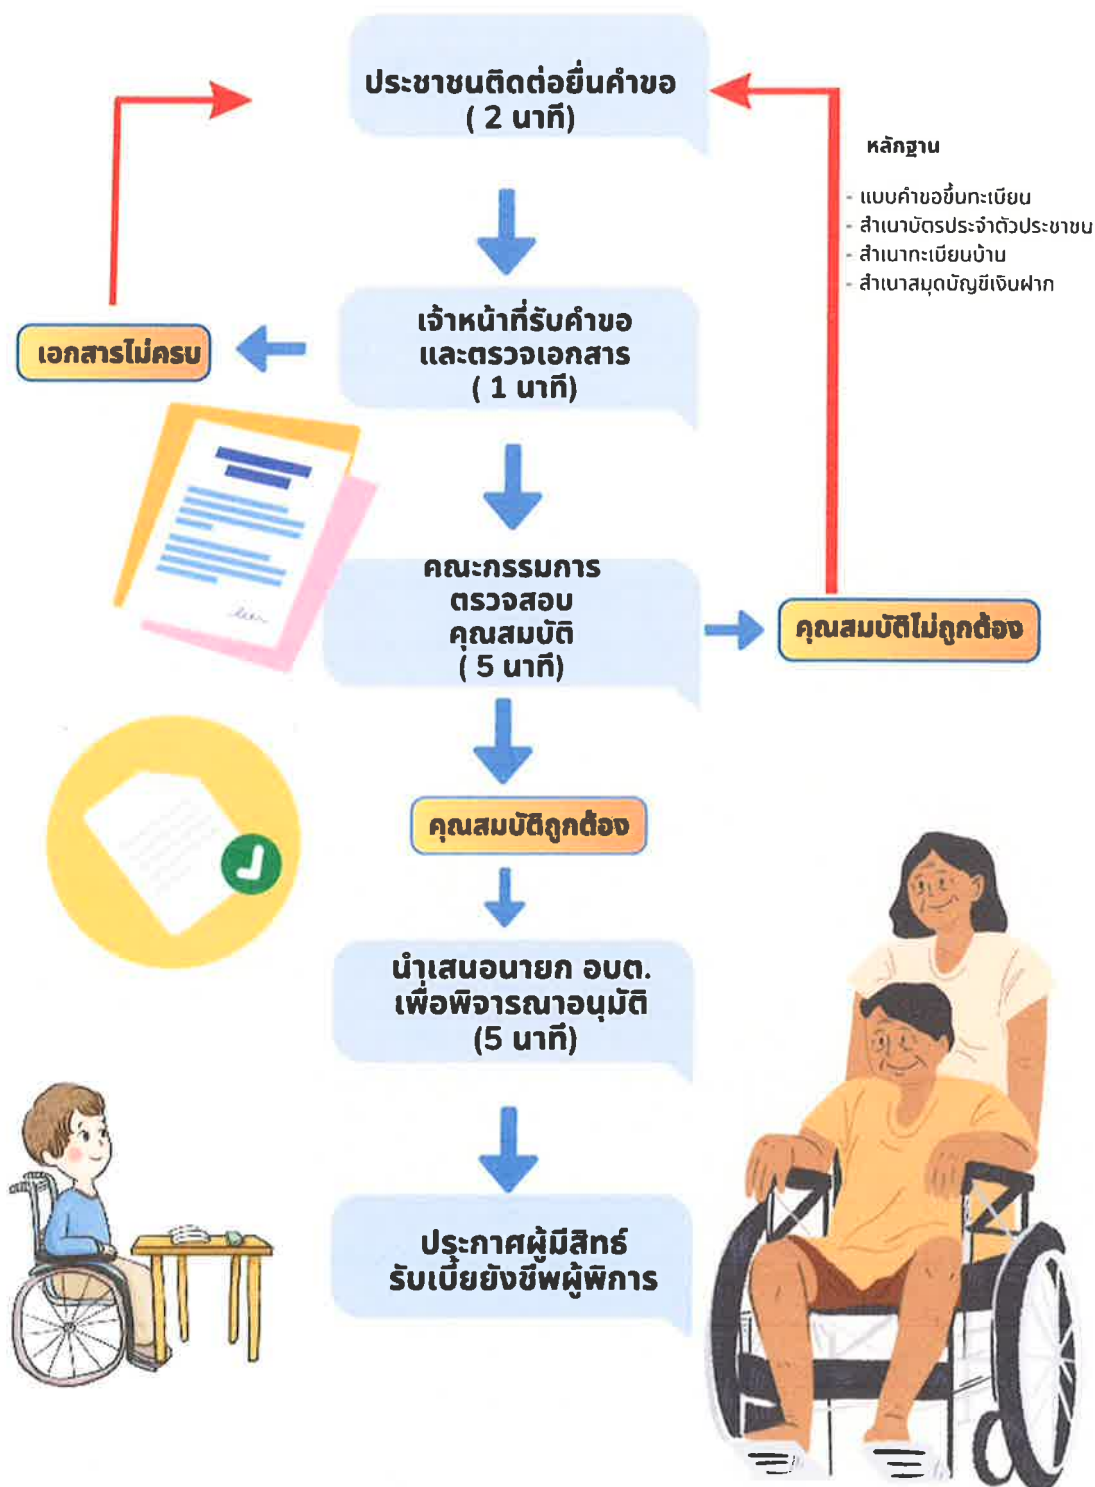 ประชาชนติดต่อยื่นคำขอ
( 2 นาที)
หลักฐาน
- แบบคำขอขึ้นทะเบียน
- สำเนาบัตรประจำตัวประชาชน
- สำเนาทะเบียนบ้าน
- สำเนาสมุดบัญชีเงินฝาก
เจ้าหน้าที่รับคำขอ
และตรวจเอกสาร
( 1 นาที)
เอกสารไม่ครบ
คณะกรรมการ
ตรวจสอบ
คุณสมบัติ
( 5 นาที)
คุณสมบัติไม่ถูกต้อง
คุณสมบัติถูกต้อง
นำเสนอนายก อบต.
เพื่อพิจารณาอนุมัติ
(5 นาที)
ประกาศผู้มีสิทธ์
รับเบี้ยยังชีพผู้พิการ